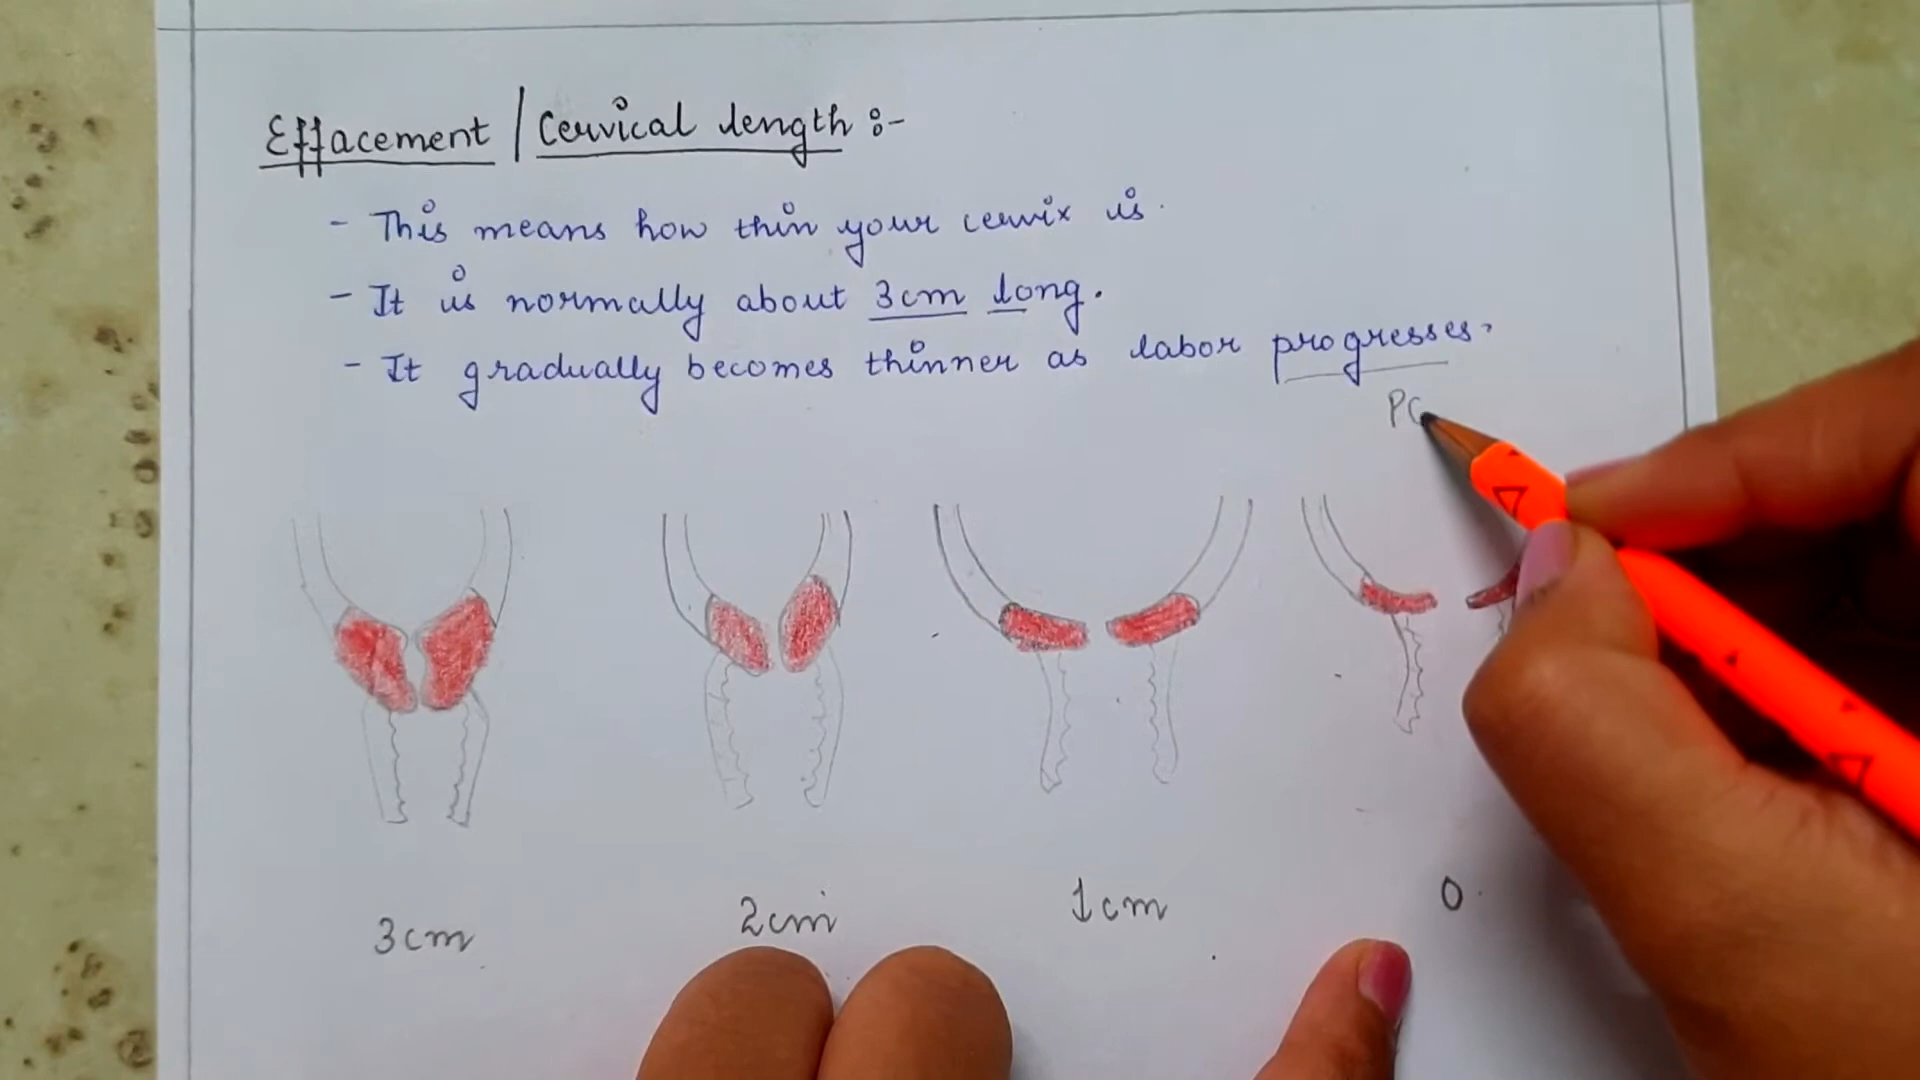 Effacement / Cervical length :-
- This means how thin your cervix is.
- It is normally about 3cm long.
- It gradually becomes thinner as labor progresses.
PC
3cm
2cm
1cm
0